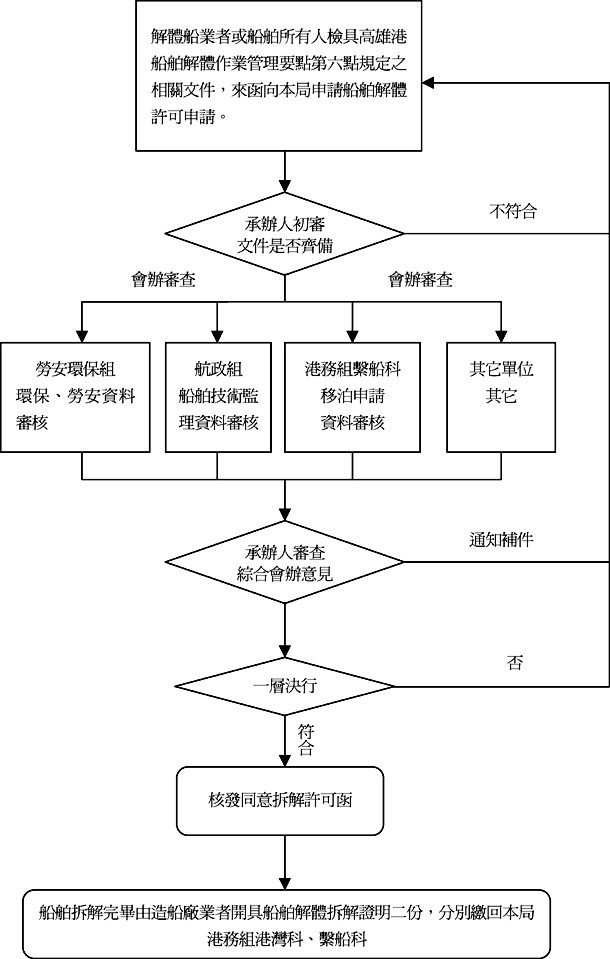 解體船業者或船舶所有人檢具高雄港
船舶解體作業管理要點第六點規定之
相關文件，來函向本局申請船舶解體
許可申請。
承辦人初審
文件是否齊備
不符合
會辦審查
會辦審查
勞安環保組
環保、勞安資料
審核
航政組
船舶技術監
理資料審核
港務組繫船科
移泊申請
資料審核
其它單位
其它
承辦人審查
綜合會辦意見
通知補件
一層決行
否
符
合
核發同意拆解許可函
船舶拆解完畢由造船廠業者開具船舶解體拆解證明二份，分別繳回本局
港務組港灣科、繫船科